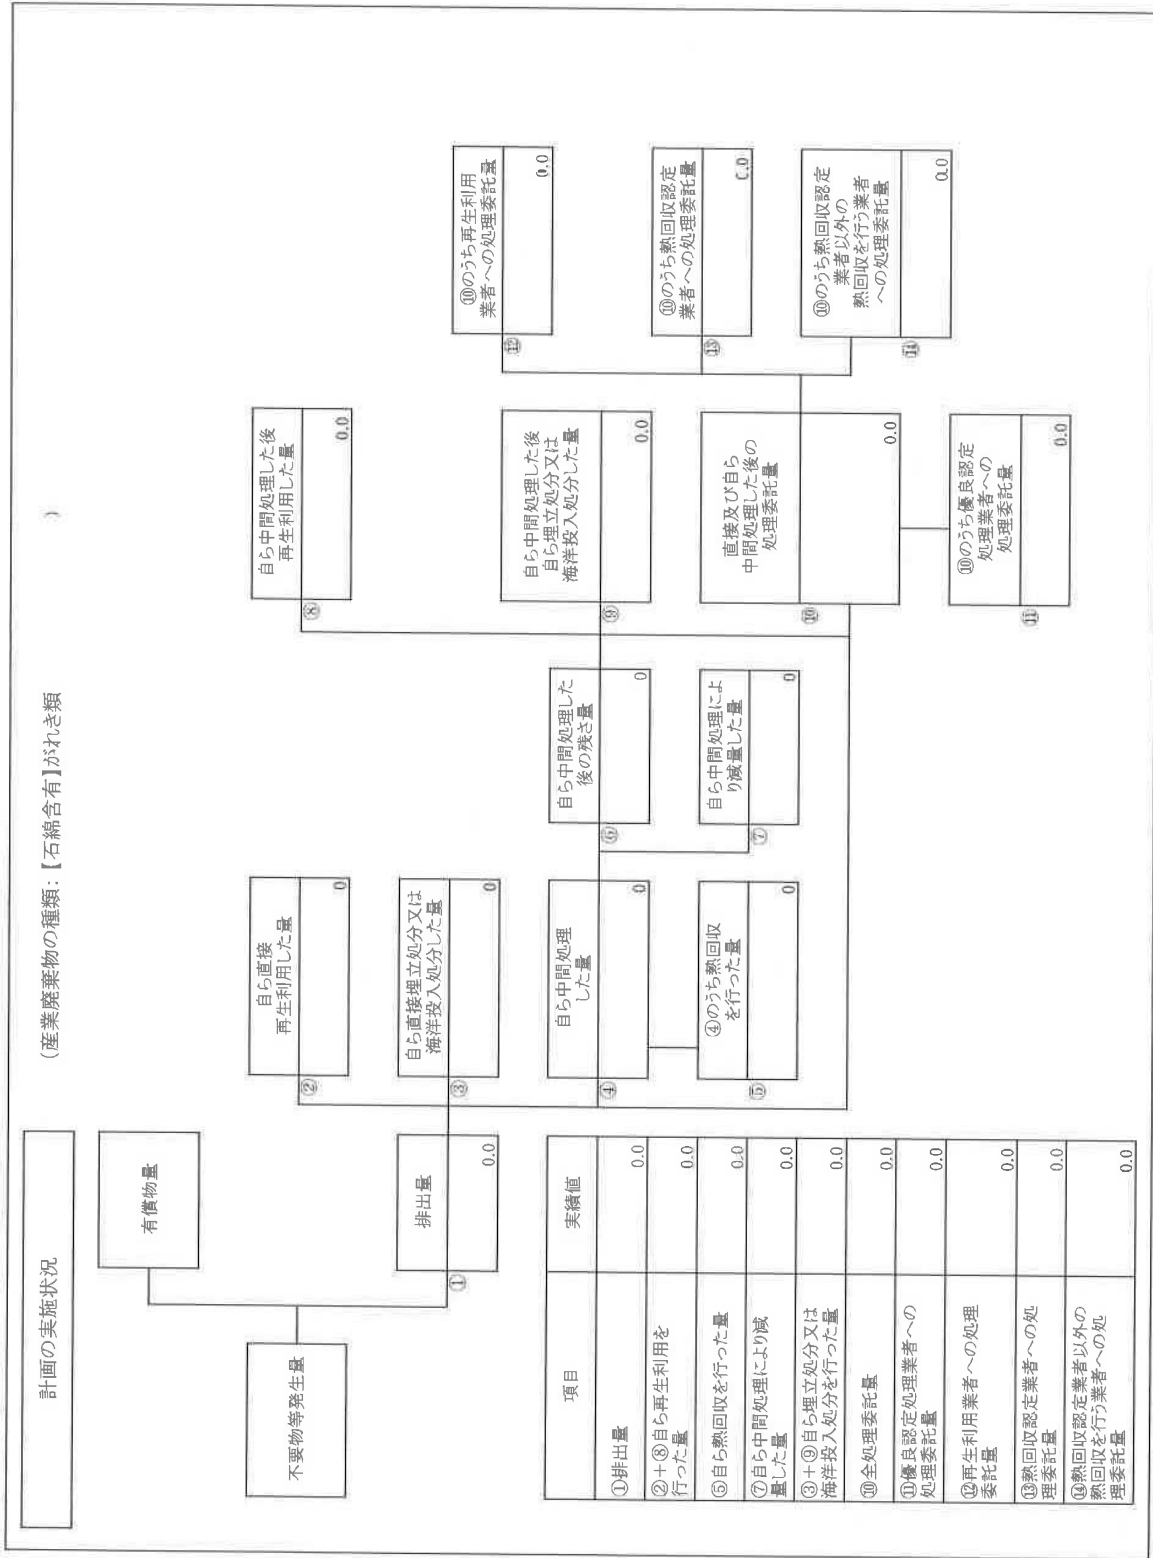 計画の実施状況
(産業廃棄物の種類:【石綿含有】がれき類
)
不要物等発生量
有償物量
①
排出量
0.0
②
自ら直接
再生利用した量
0
③
自ら直接埋立処分又は
海洋投入処分した量
0
④
自ら中間処理
した量
0
⑤
④のうち熱回収
を行った量
0
⑥
自ら中間処理した
後の残さ量
0
⑦
自ら中間処理によ
り減量した量
0
⑧
自ら中間処理した後
再生利用した量
0.0
⑨
自ら中間処理した後
自ら埋立処分又は
海洋投入処分した量
0.0
⑩
直接及び自ら
中間処理した後の
処理委託量
0.0
⑪
⑩のうち優良認定
処理業者への
処理委託量
0.0
⑫
⑩のうち再生利用
業者への処理委託量
0.0
⑬
⑩のうち熱回収認定
業者への処理委託量
0.0
⑭
⑩のうち熱回収認定
業者以外の
熱回収を行う業者
への処理委託量
0.0
項目 実績値
①排出量 0.0
②+⑧自ら再生利用を
行った量 0.0
⑤自ら熱回収を行った量 0.0
⑦自ら中間処理により減
量した量 0.0
③+⑨自ら埋立処分又は
海洋投入処分を行った量 0.0
⑩全処理委託量 0.0
⑪優良認定処理業者への
処理委託量 0.0
⑫再生利用業者への処理
委託量 0.0
⑬熱回収認定業者への処
理委託量 0.0
⑭熱回収認定業者以外の
熱回収を行う業者への処
理委託量 0.0